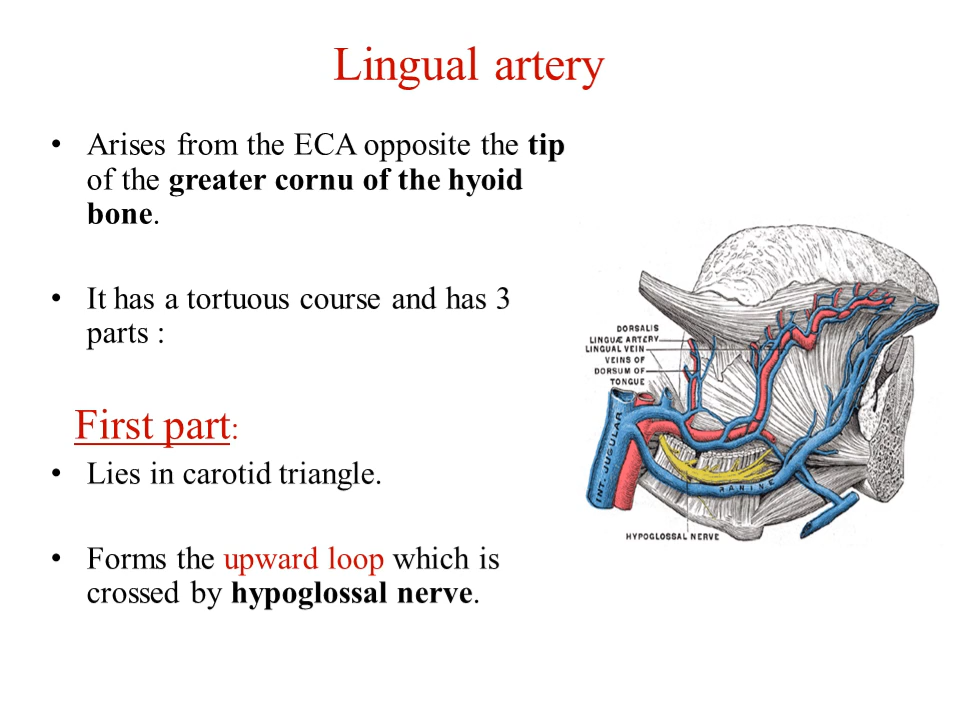 Lingual artery
• Arises from the ECA opposite the tip
of the greater cornu of the hyoid
bone.
• It has a tortuous course and has 3
parts :
First part:
• Lies in carotid triangle.
• Forms the upward loop which is
crossed by hypoglossal nerve.
DORSALIS
LINGUÆ ARTERY
LINGUAL VEIN
VEINS OF
DORSUM OF
TONGUE
INT. JUGULAR
RANINE
HYPOGLOSSAL NERVE